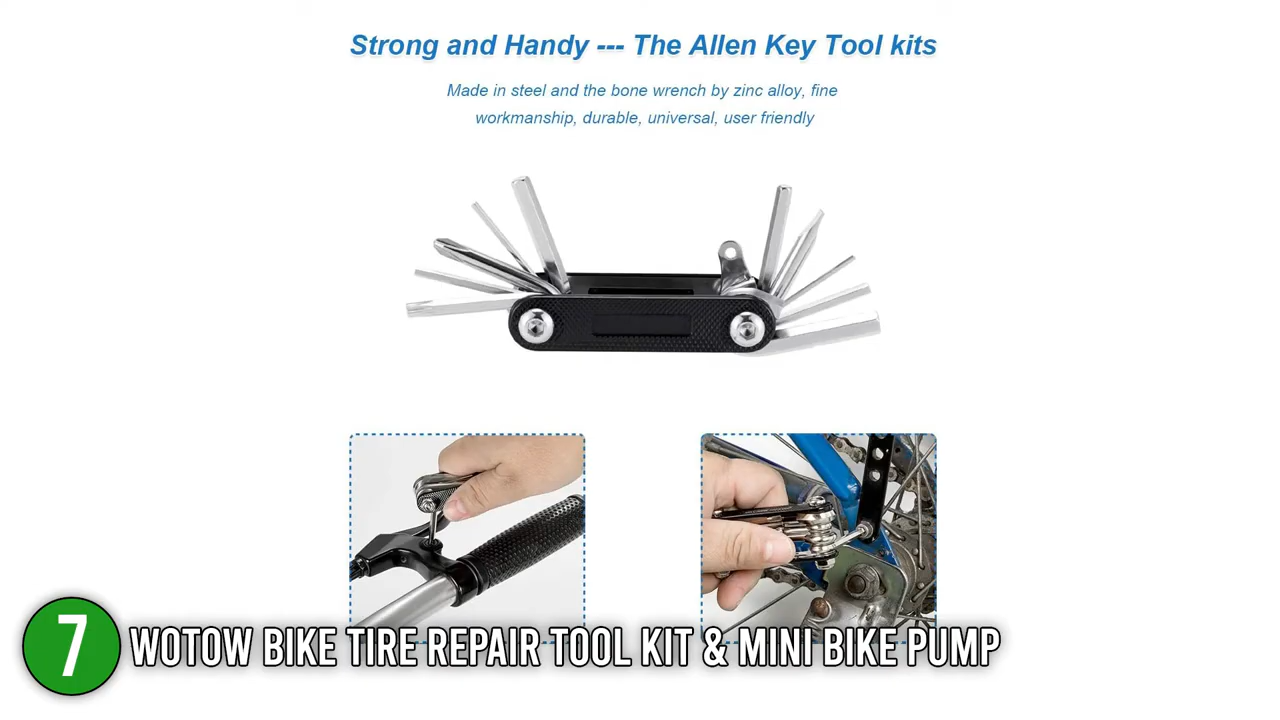 Strong and Handy --- The Allen Key Tool kits
Made in steel and the bone wrench by zinc alloy, fine
workmanship, durable, universal, user friendly
7 WOTOW BIKE TIRE REPAIR TOOL KIT & MINI BIKE PUMP